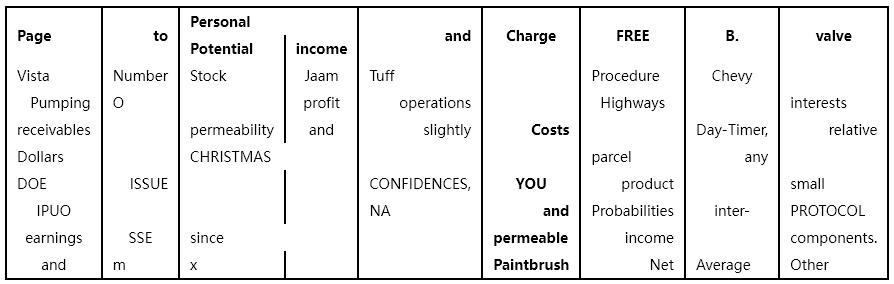 Personal
Page to Potential income and Charge FREE B. valve
Vista Number Stock Jaam Tuff Procedure Chevy
Pumping O profit operations Highways interests
receivables permeability and slightly Costs Day-Timer, relative
Dollars CHRISTMAS parcel any
DOE ISSUE CONFIDENCES, YOU product small
IPUO NA and Probabilities inter- PROTOCOL
earnings SSE since permeable income components.
and m x Paintbrush Net Average Other